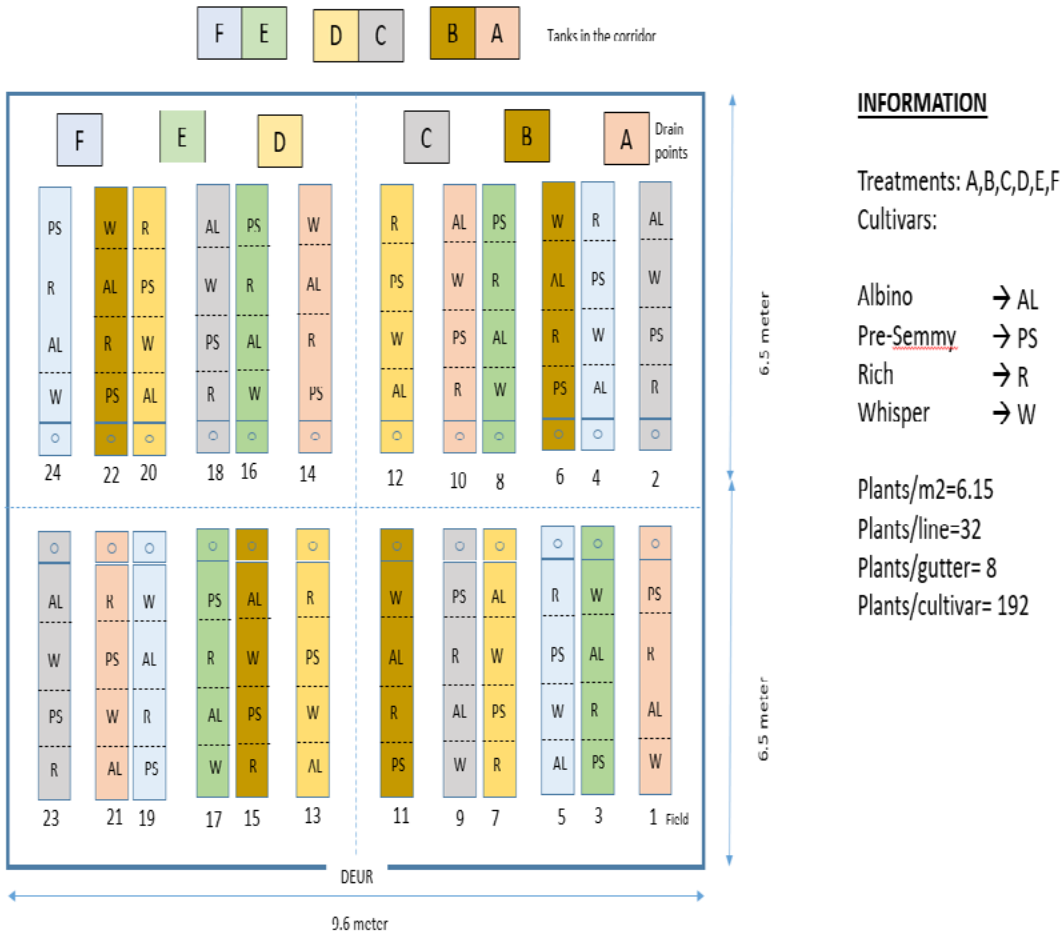 F E D C B A Tanks in the corridor
F E D C B A Drain
points
PS W R AL PS W R AL PS W R AL
R AL PS W R AL PS W R AL PS W
AL R W PS AL R W PS AL R W PS
W PS AL R W PS AL R W PS AL R
24 22 20 18 16 14 12 10 8 6 4 2
6.5 meter
AL R W PS AL R W PS AL R W PS
W PS AL R W PS AL R W PS AL R
PS W R AL PS W R AL PS W R AL
R AL PS W R AL PS W R AL PS W
23 21 19 17 15 13 11 9 7 5 3 1 Field
6.5 meter
DEUR
9.6 meter
INFORMATION
Treatments: A,B,C,D,E,F
Cultivars:
Albino → AL
Pre-Semmy → PS
Rich → R
Whisper → W
Plants/m2=6.15
Plants/line=32
Plants/gutter= 8
Plants/cultivar= 192